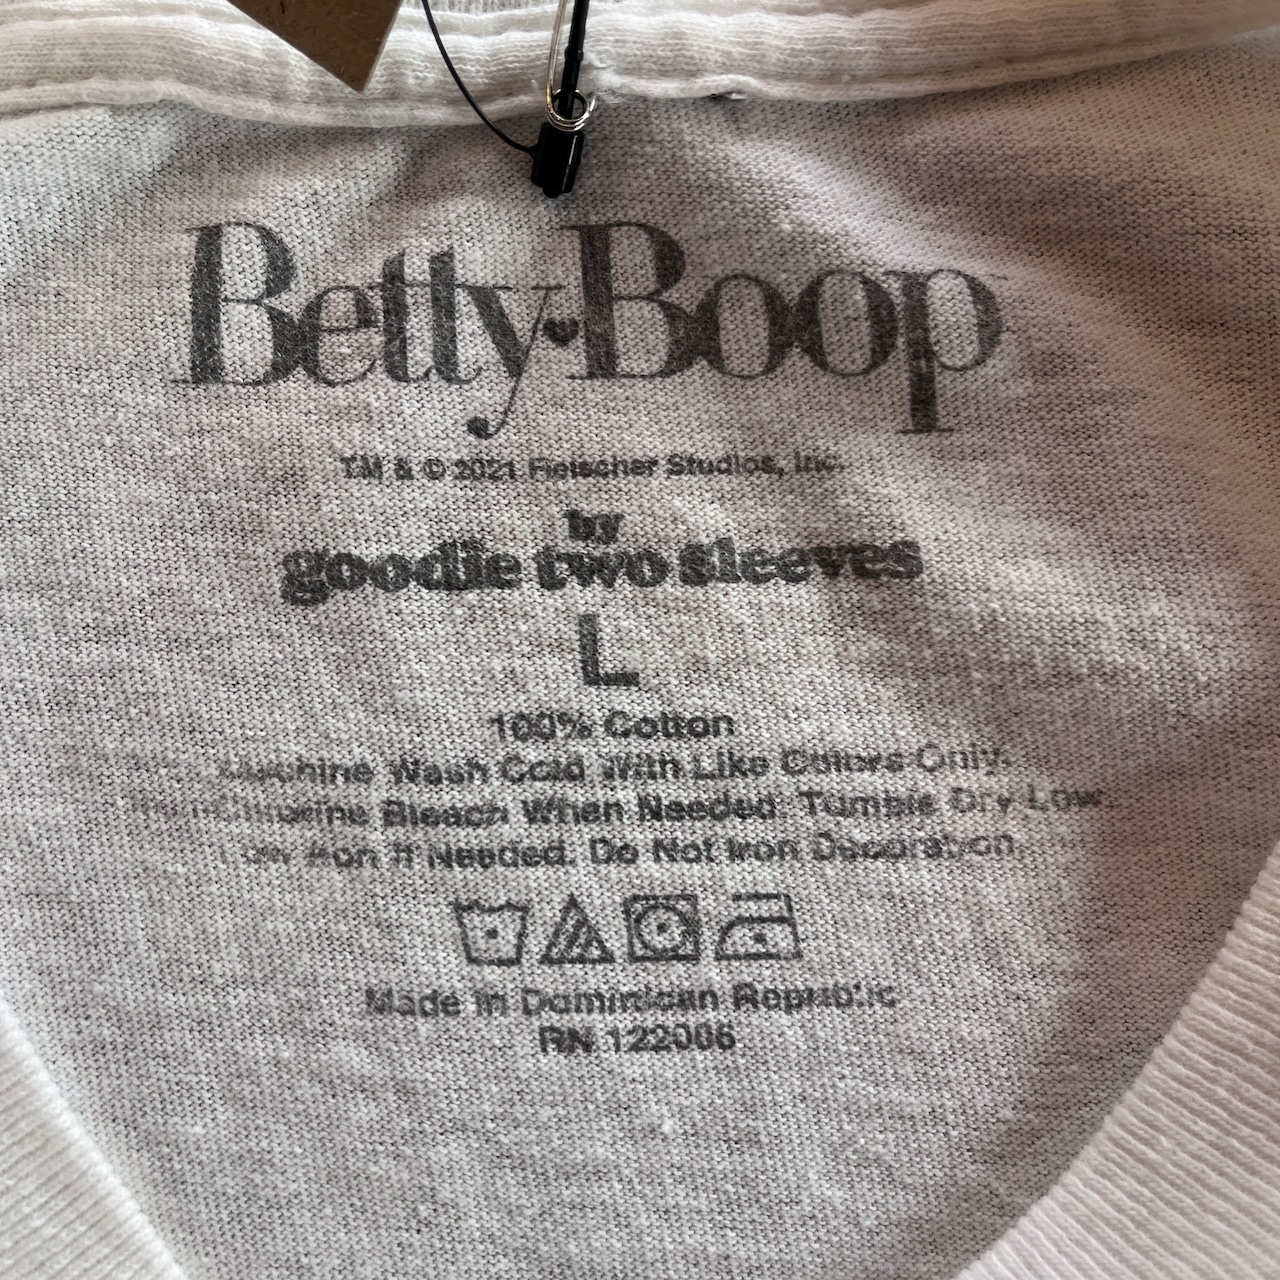 Betty Boop
TM & © 2021 Fleischer Studios, Inc.
by
goodie two sleeves
L
100% Cotton
Machine Wash Cold With Like Colors Only.
Chlorine Bleach When Needed. Tumble Dry Low
Low Iron If Needed. Do Not Iron Decoration.
Made in Dominican Republic
RN 122006